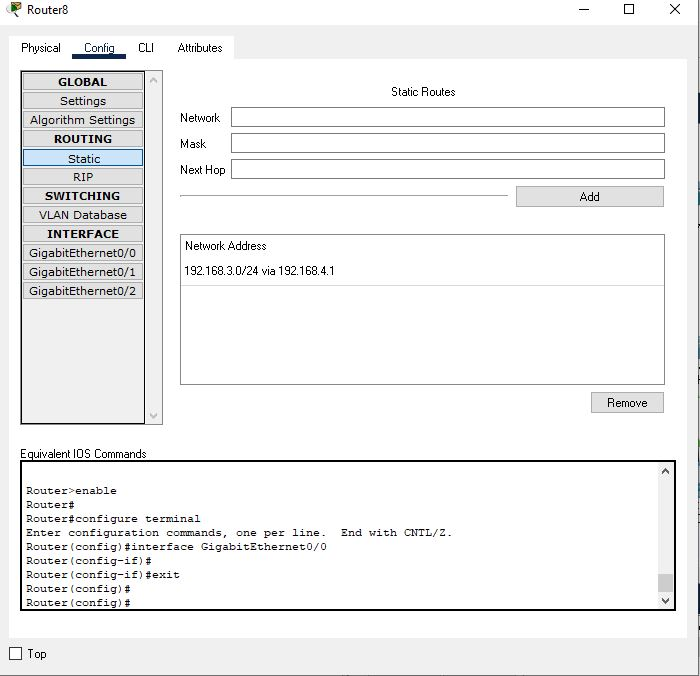 Router8
Physical Config CLI Attributes
GLOBAL
Settings
Algorithm Settings
ROUTING
Static
RIP
SWITCHING
VLAN Database
INTERFACE
GigabitEthernet0/0
GigabitEthernet0/1
GigabitEthernet0/2
Static Routes
Network
Mask
Next Hop
Add
Network Address
192.168.3.0/24 via 192.168.4.1
Remove
Equivalent IOS Commands
Router>enable
Router#
Router#configure terminal
Enter configuration commands, one per line.  End with CNTL/Z.
Router(config)#interface GigabitEthernet0/0
Router(config-if)#
Router(config-if)#exit
Router(config)#
Router(config)#
Top